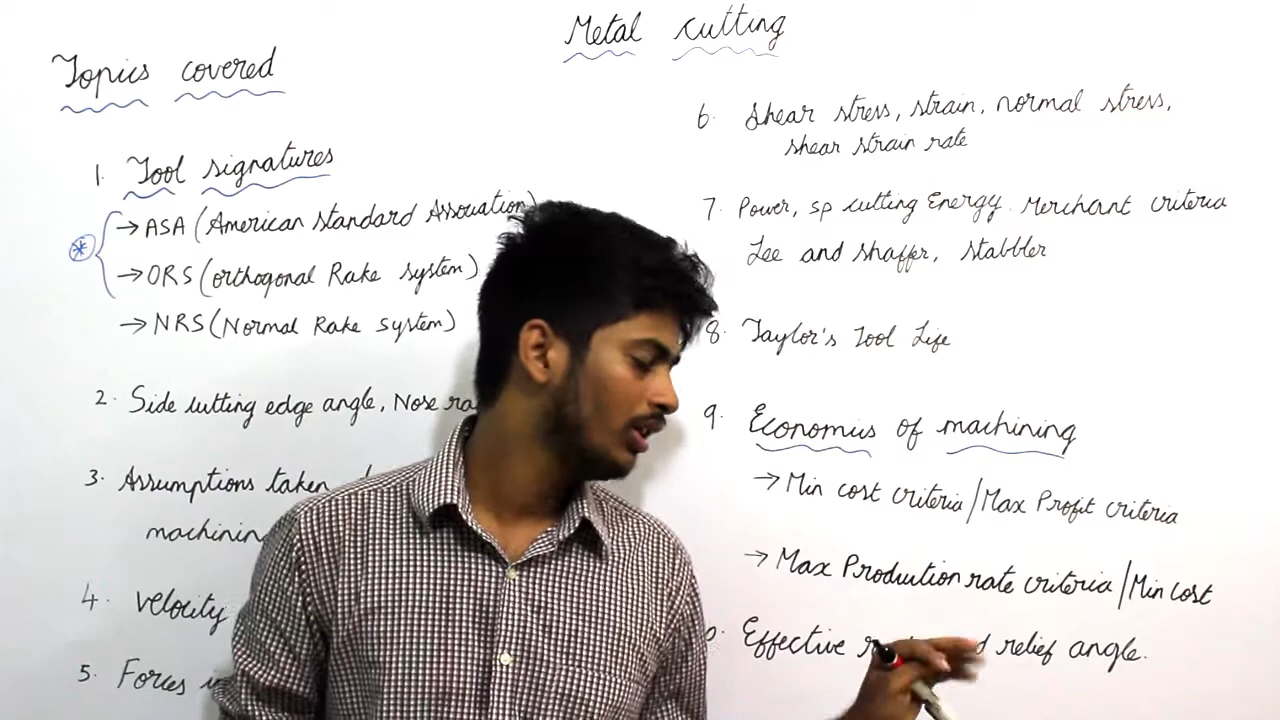 Metal cutting
Topics covered
1. Tool signatures
→ ASA (American Standard Assouation)
→ ORS (orthogonal Rake system)
→ NRS (Normal Rake System)
2. Side cutting edge angle, Nose
3. Assumptions taken
4. Velocity
5. Forces
6. Shear stress, strain, normal stress,
shear strain rate
7. Power, sp cutting Energy. Merchant criteria
Lee and shaffer, stabbler
8. Taylor's Tool Life
9. Economics of machining
→ Min cost criteria/Max Profit criteria
→ Max Production rate criteria/Min cost
Effective relief angle.